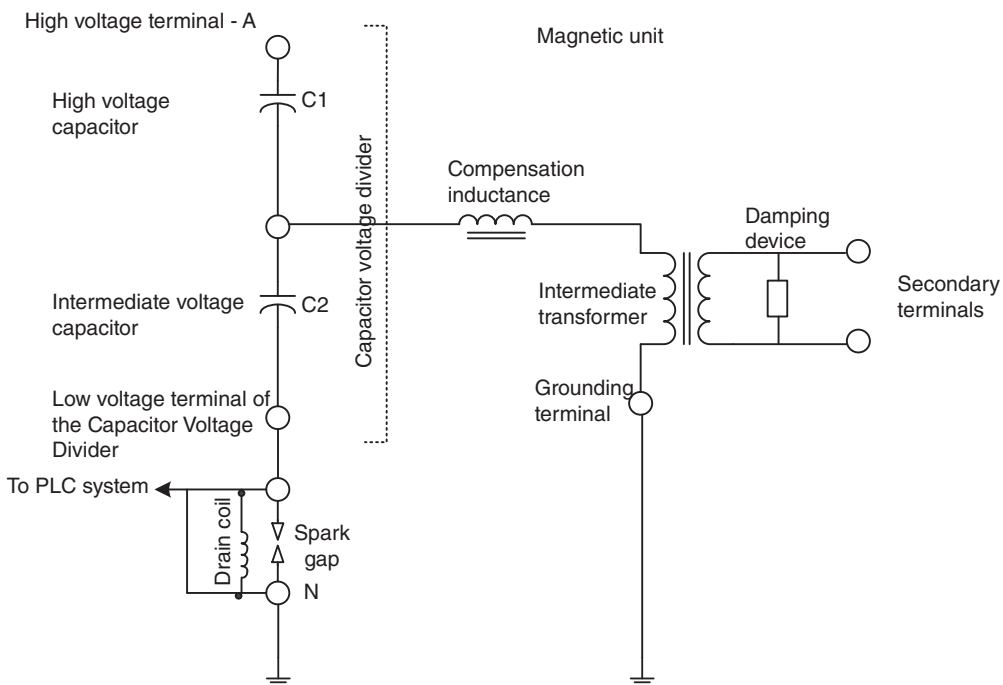 High voltage terminal - A
Magnetic unit
High voltage
capacitor
C1
Capacitor voltage divider
Compensation
inductance
Damping
device
Intermediate voltage
capacitor
C2
Intermediate
transformer
Secondary
terminals
Low voltage terminal of
the Capacitor Voltage
Divider
Grounding
terminal
To PLC system
Drain coil
Spark
gap
N